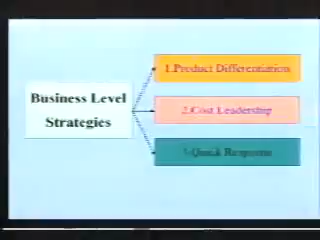 Business Level
Strategies
1.Product Differentiation
2.Cost Leadership
3.Quick Response